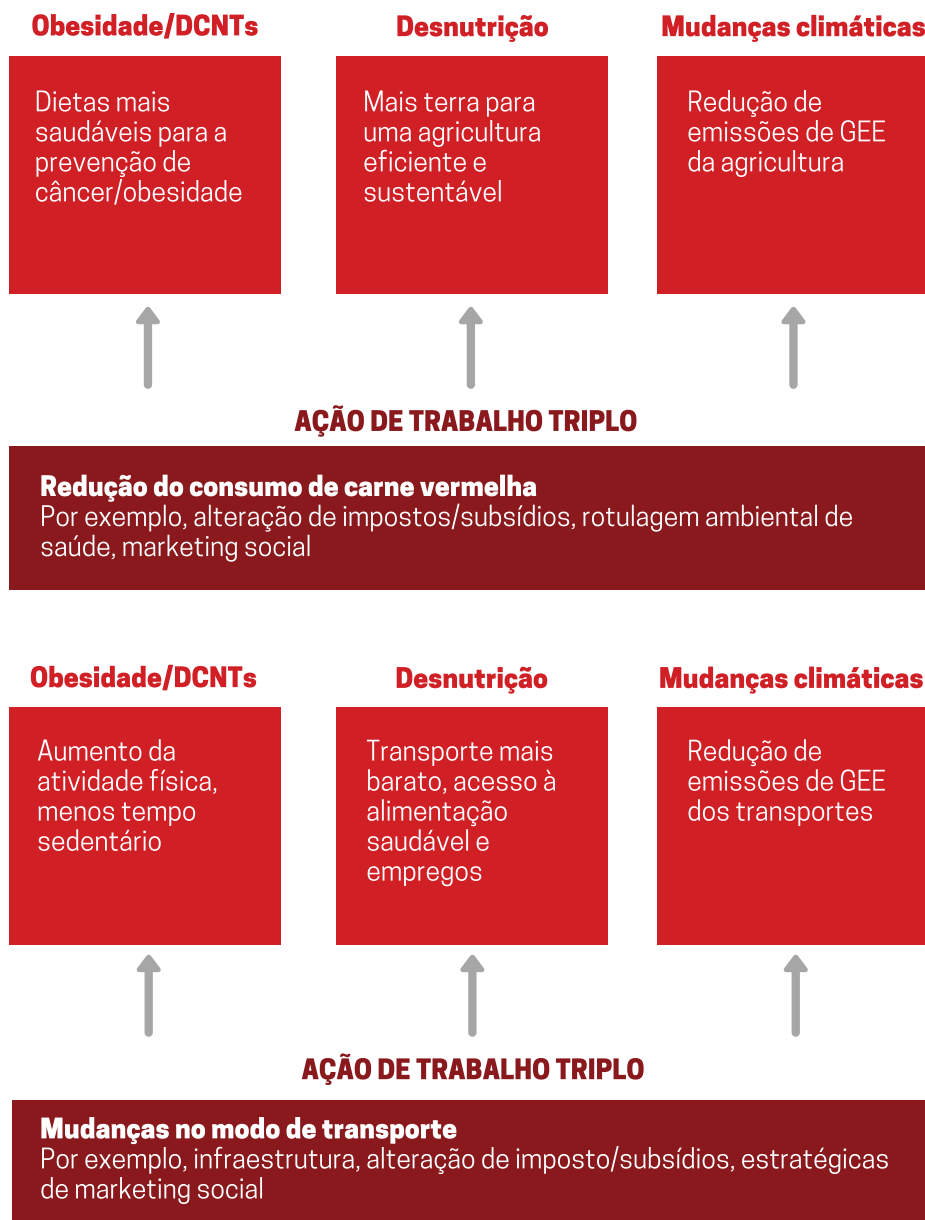 Obesidade/DCNTs
Desnutrição
Mudanças climáticas
Dietas mais
saudáveis para a
prevenção de
câncer/obesidade
Mais terra para
uma agricultura
eficiente e
sustentável
Redução de
emissões de GEE
da agricultura
AÇÃO DE TRABALHO TRIPLO
Redução do consumo de carne vermelha
Por exemplo, alteração de impostos/subsídios, rotulagem ambiental de
saúde, marketing social
Obesidade/DCNTs
Desnutrição
Mudanças climáticas
Aumento da
atividade física,
menos tempo
sedentário
Transporte mais
barato, acesso à
alimentação
saudável e
empregos
Redução de
emissões de GEE
dos transportes
AÇÃO DE TRABALHO TRIPLO
Mudanças no modo de transporte
Por exemplo, infraestrutura, alteração de imposto/subsídios, estratégicas
de marketing social